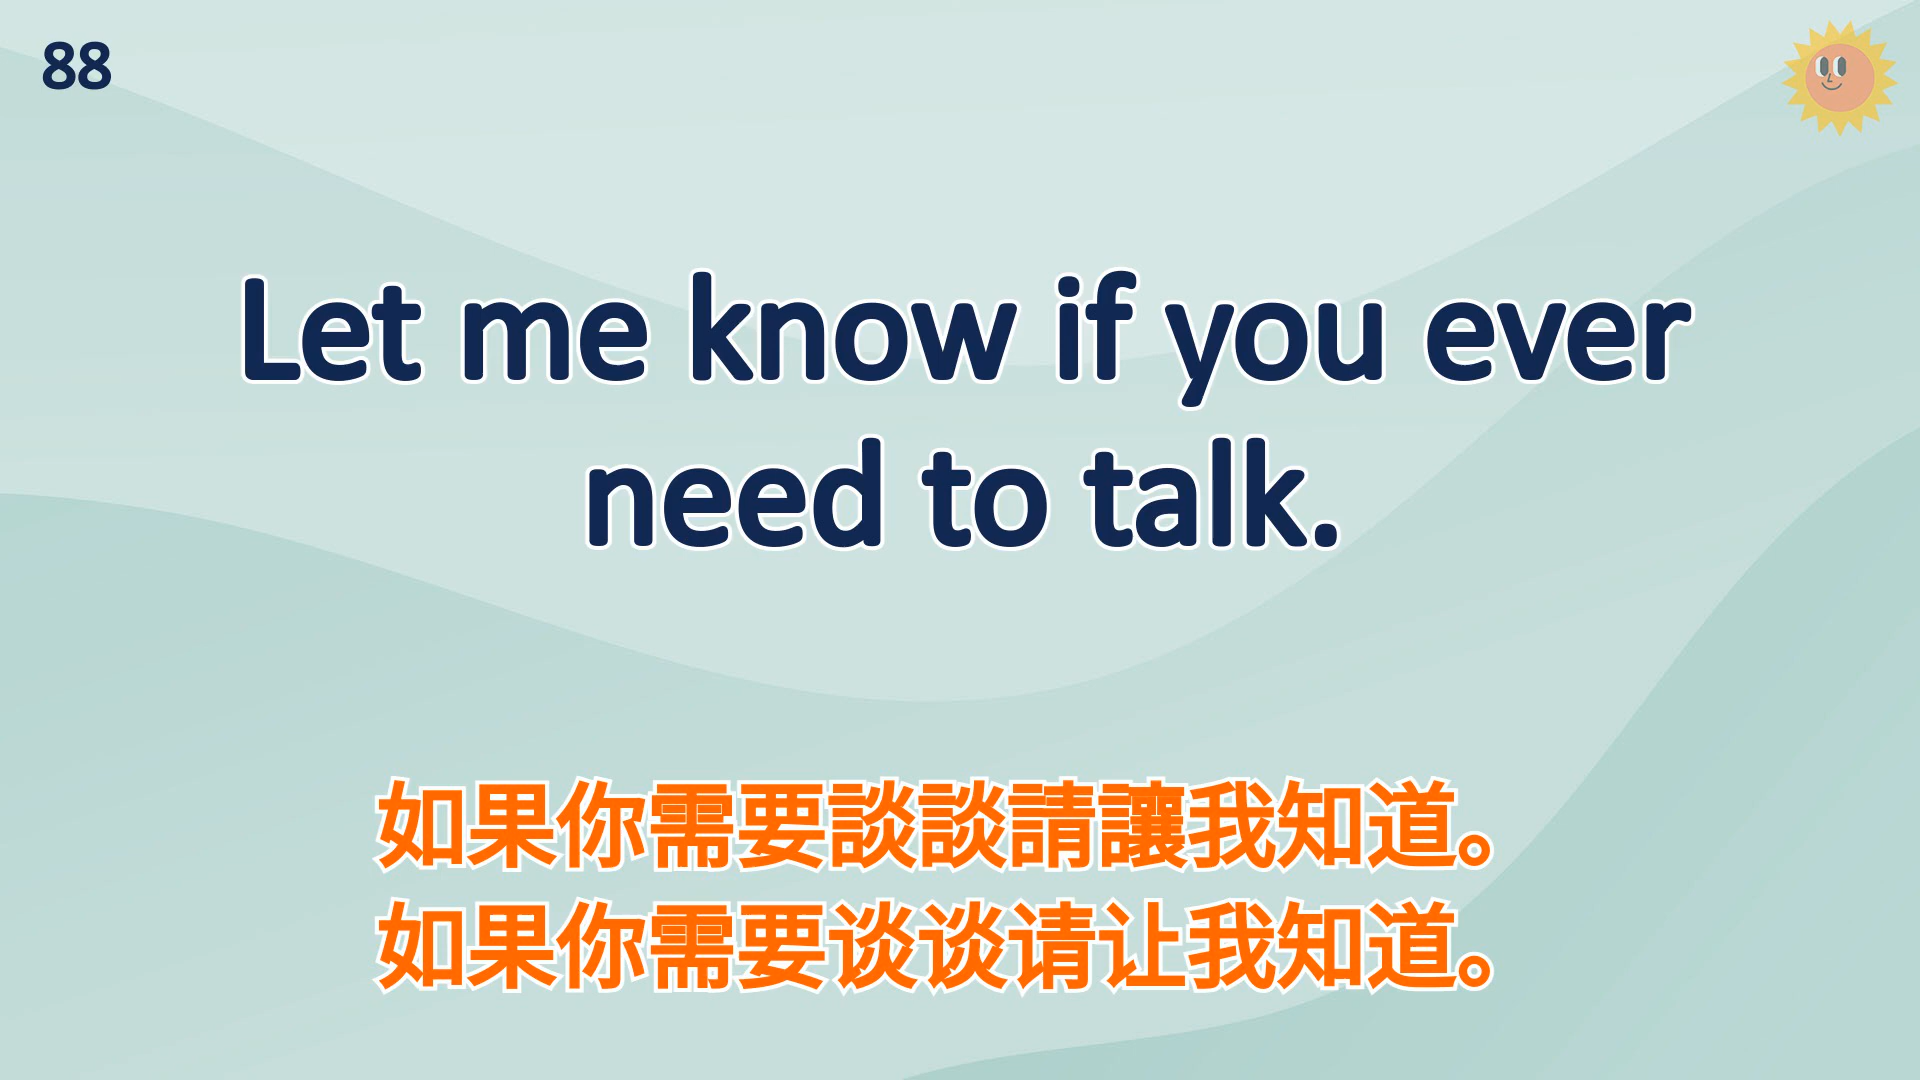 88
Let me know if you ever
need to talk.
如果你需要談談請讓我知道。
如果你需要谈谈请让我知道。